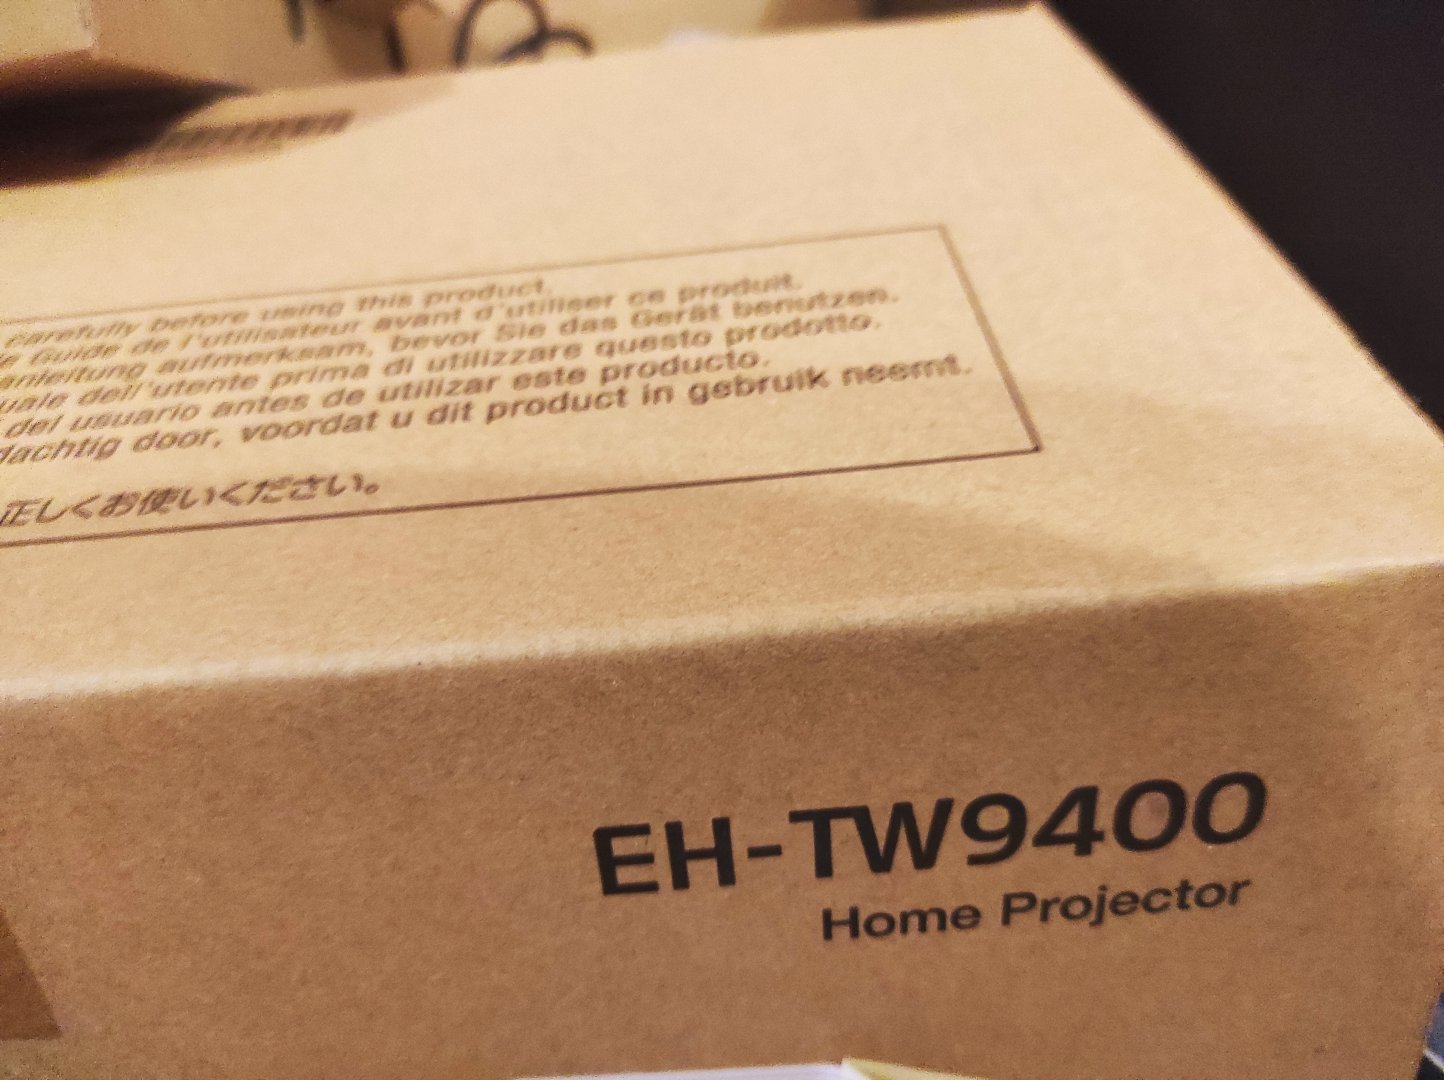 carefully before using this product.
Guide de l'utilisateur avant d'utiliser ce produit.
anleitung aufmerksam, bevor Sie das Gerät benutzen.
uale dell'utente prima di utilizzare questo prodotto.
del usuario antes de utilizar este producto.
dachtig door, voordat u dit product in gebruik neemt.
正しくお使いください。
EH-TW9400
Home Projector